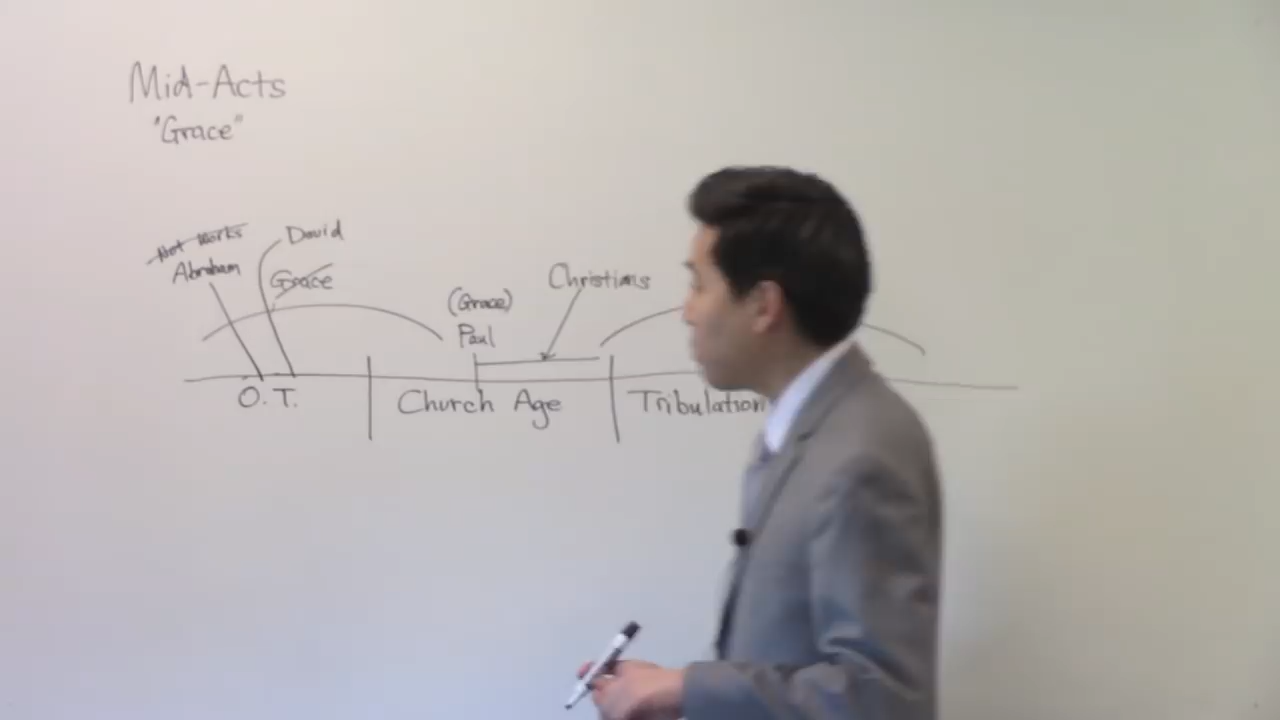 Mid-Acts
"Grace"
Not Works
Abraham
David
Grace
(Grace)
Paul
Christians
O.T.
Church Age
Tribulation